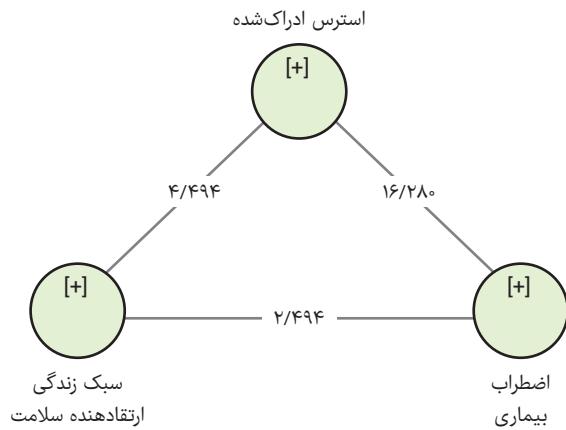 استرس ادراک‌شده
[+]
۴/۴۹۴
۱۶/۲۸۰
[+]
[+]
۲/۴۹۴
سبک زندگی
ارتقادهنده سلامت
اضطراب
بیماری